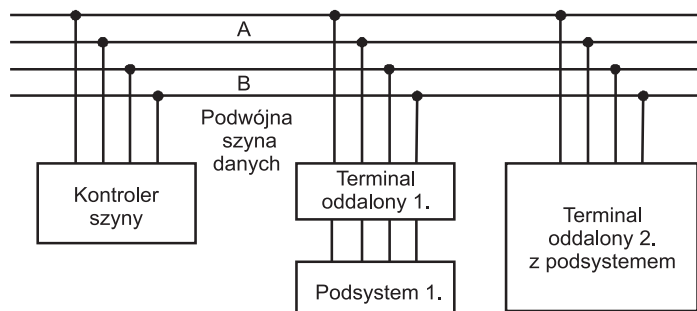 A
B
Podwójna
szyna
danych
Kontroler
szyny
Terminal
oddalony 1.
Podsystem 1.
Terminal
oddalony 2.
z podsystemem